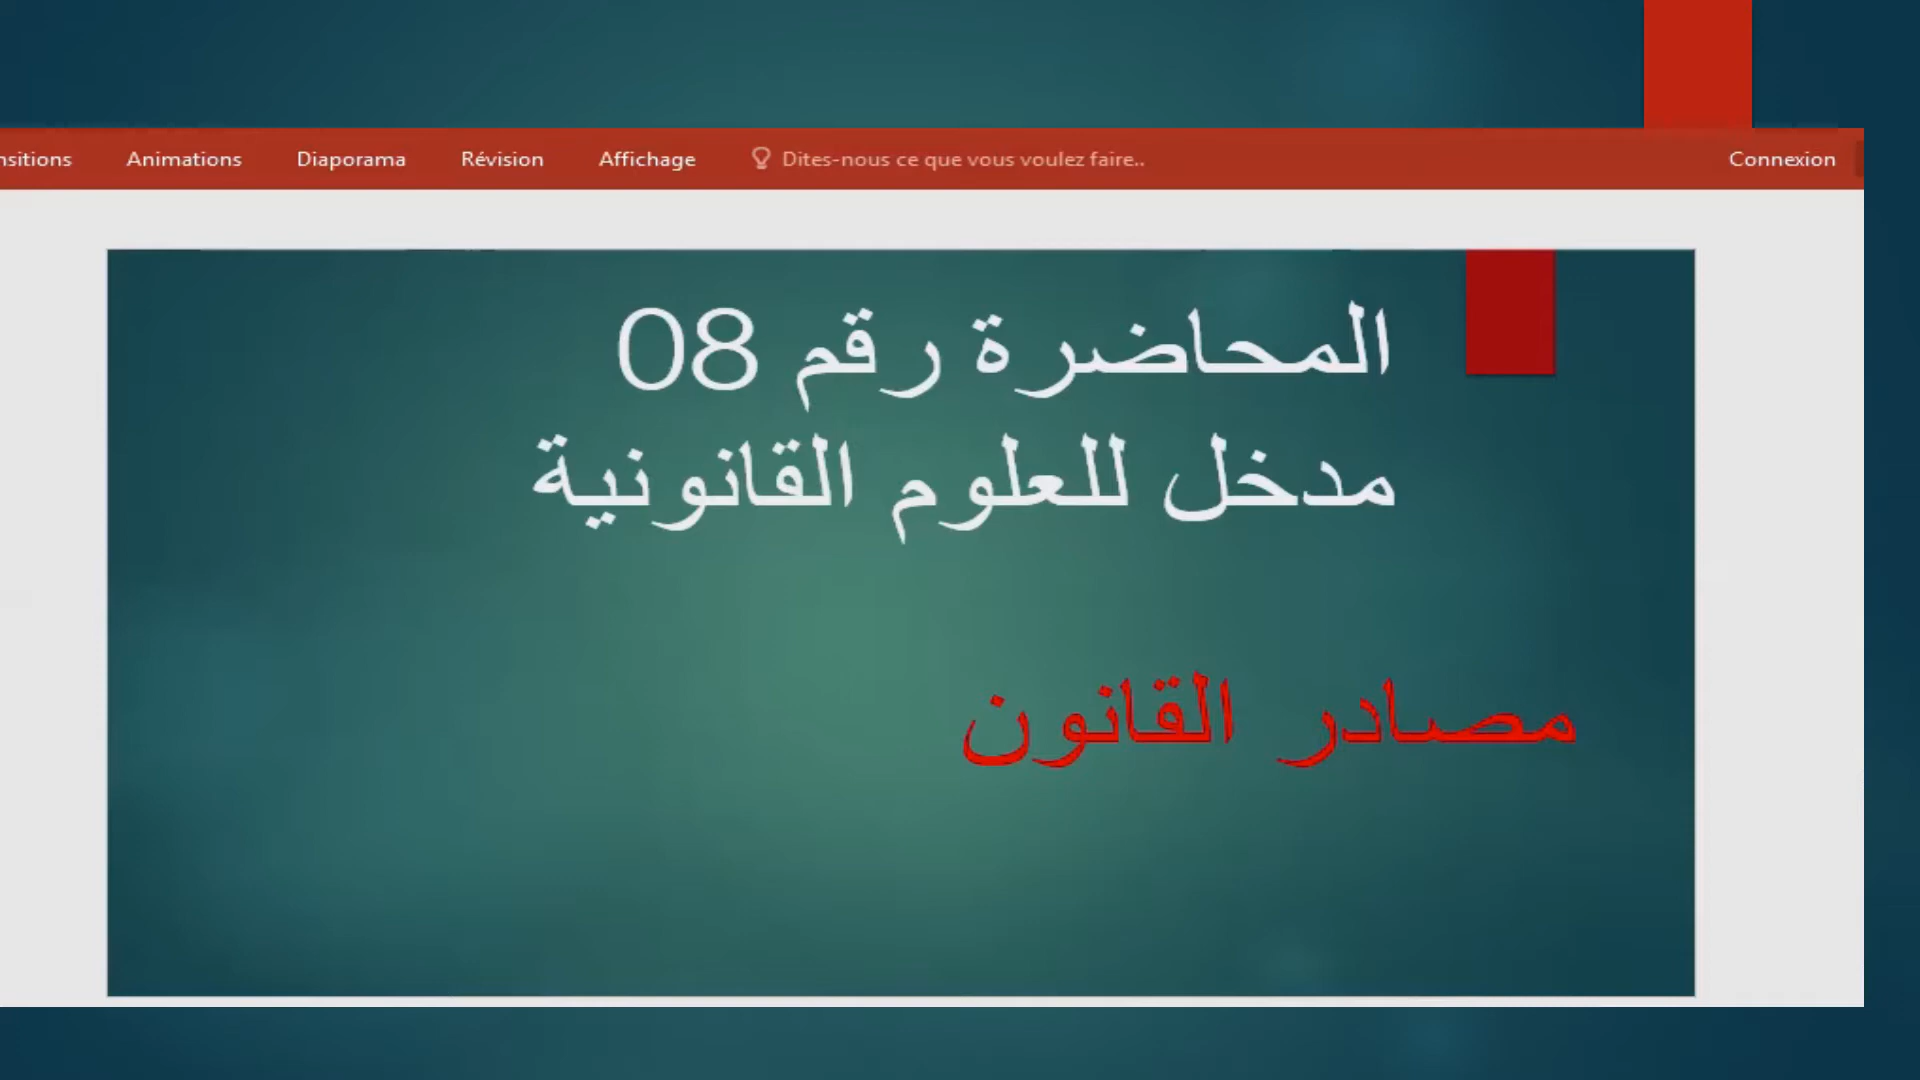 Animations Diaporama Révision Affichage Dites-nous ce que vous voulez faire.. Connexion
المحاضرة رقم 08
مدخل للعلوم القانونية
مصادر القانون